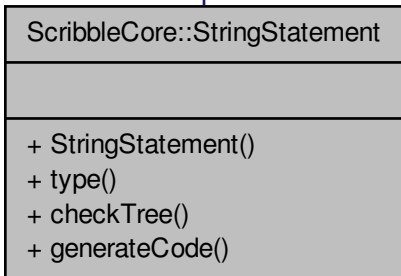 ScribbleCore::StringStatement
+ StringStatement()
+ type()
+ checkTree()
+ generateCode()